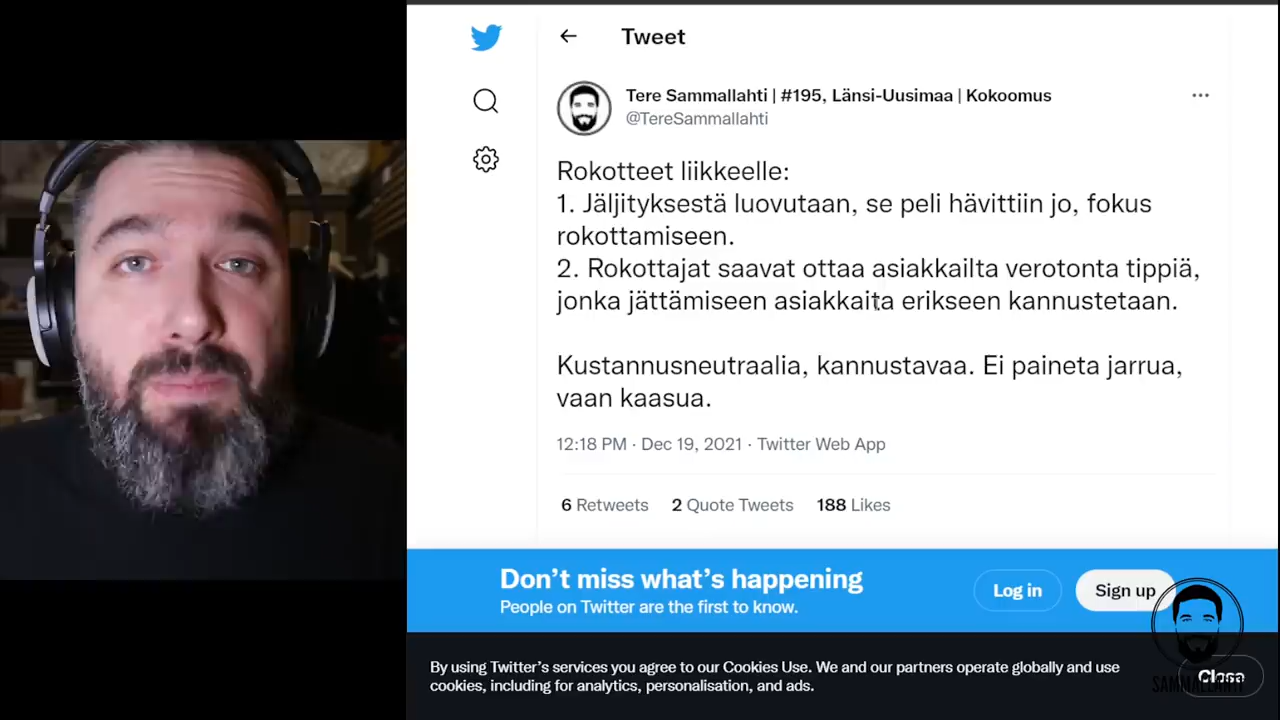 Tweet
Tere Sammallahti | #195, Länsi-Uusimaa | Kokoomus
@TereSammallahti
Rokotteet liikkeelle:
1. Jäljityksestä luovutaan, se peli hävittiin jo, fokus
rokottamiseen.
2. Rokottajat saavat ottaa asiakkailta verotonta tippiä,
jonka jättämiseen asiakkaita erikseen kannustetaan.
Kustannusneutraalia, kannustavaa. Ei paineta jarrua,
vaan kaasua.
12:18 PM · Dec 19, 2021 · Twitter Web App
6 Retweets 2 Quote Tweets 188 Likes
Don't miss what's happening
People on Twitter are the first to know.
Log in
Sign up
By using Twitter's services you agree to our Cookies Use. We and our partners operate globally and use
cookies, including for analytics, personalisation, and ads.
Close
SAMMALLAHTI